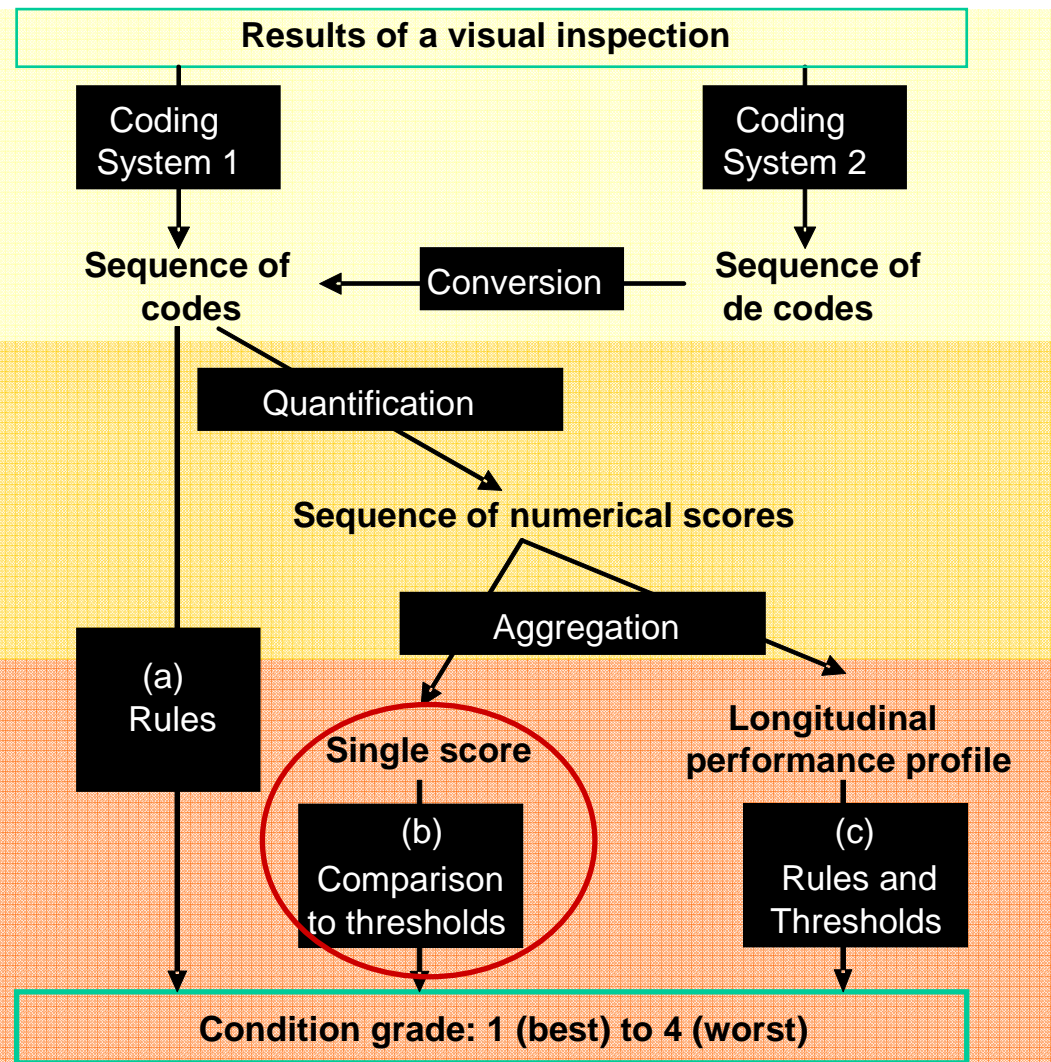 Results of a visual inspection
Coding
System 1
Coding
System 2
Sequence of
codes
Conversion
Sequence of
de codes
Quantification
Sequence of numerical scores
Aggregation
(a)
Rules
Single score
Longitudinal
performance profile
(b)
Comparison
to thresholds
(c)
Rules and
Thresholds
Condition grade: 1 (best) to 4 (worst)